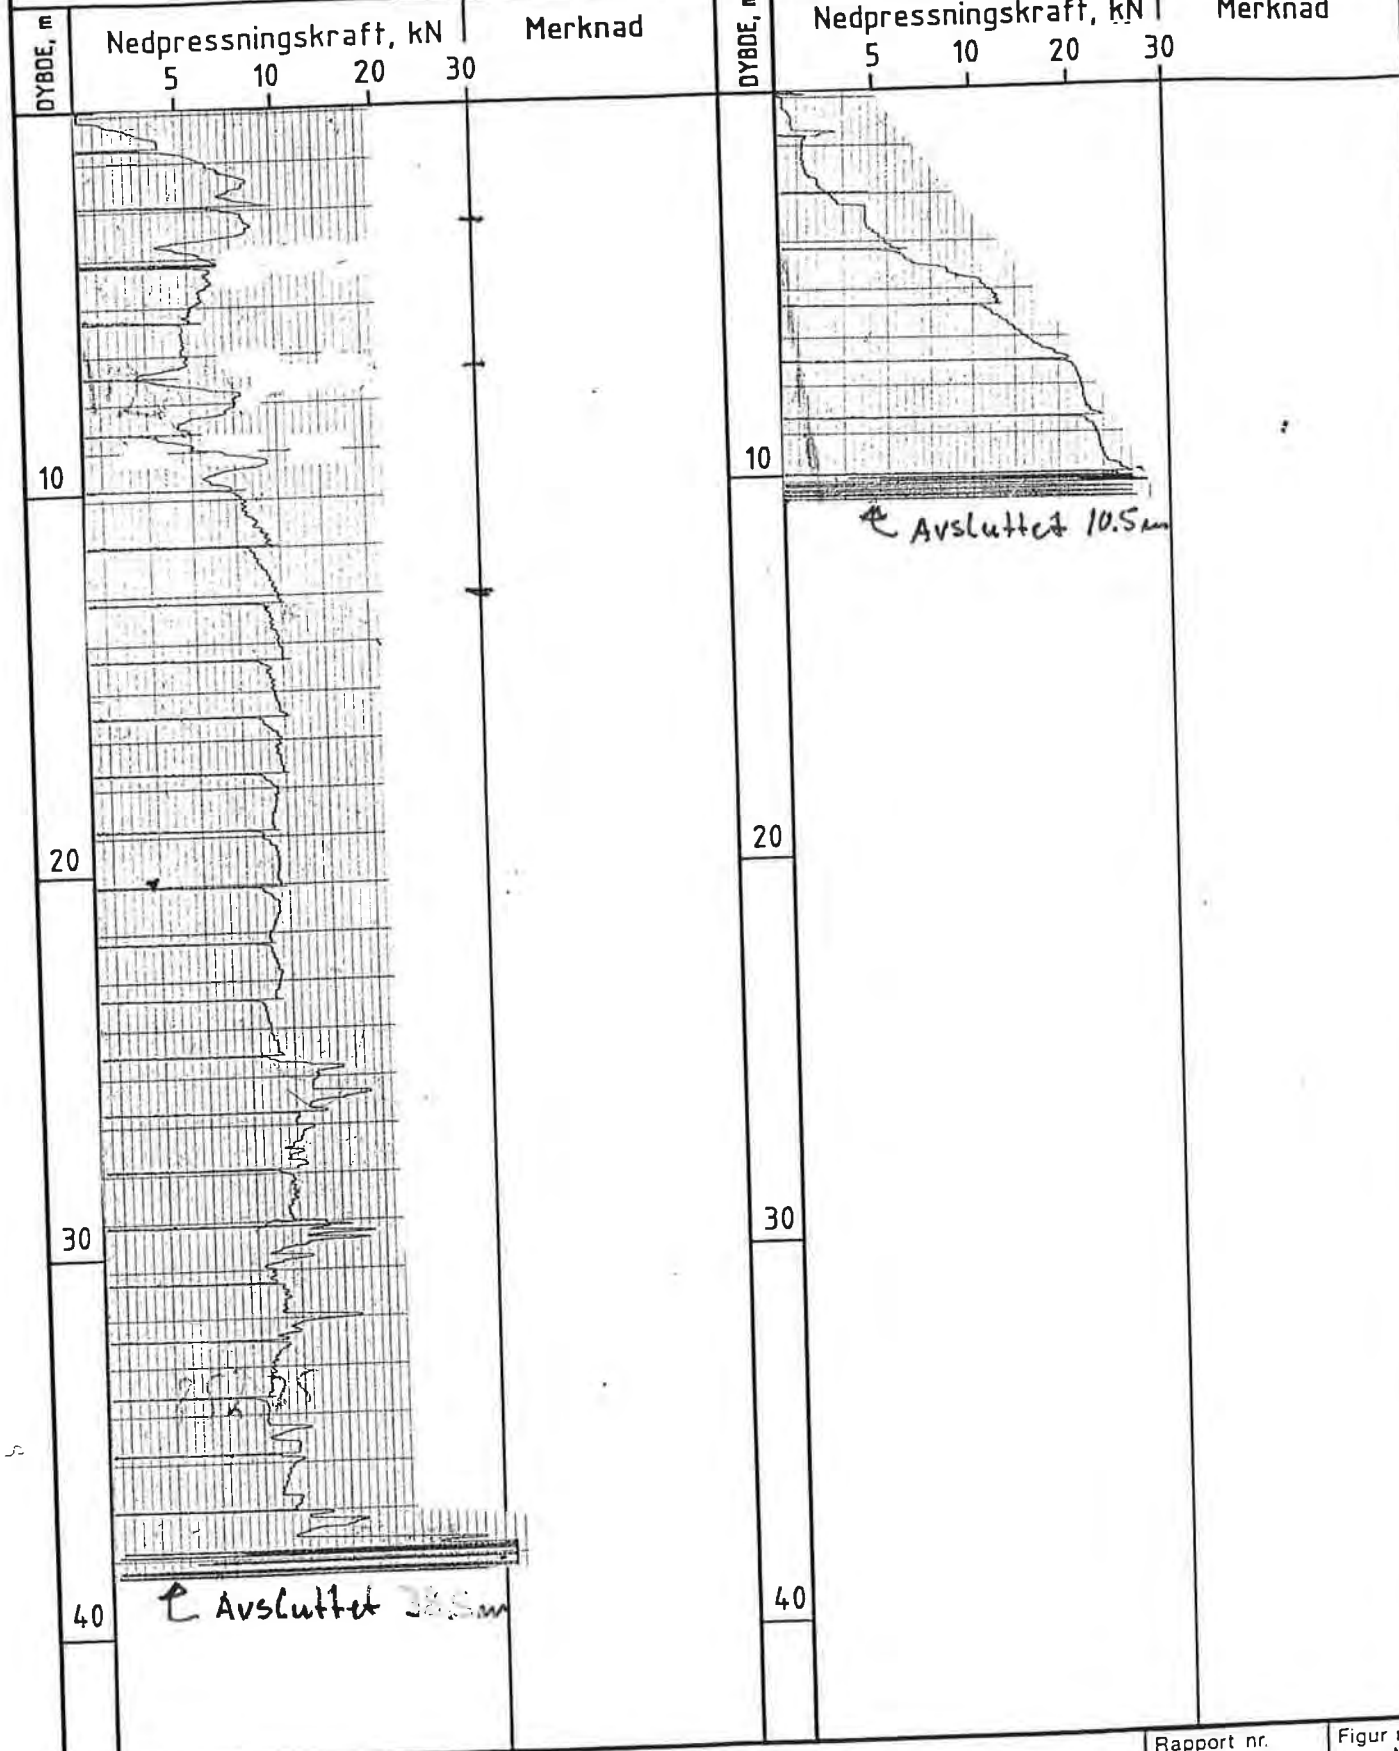 DYBDE, m
Nedpressningskraft, kN
Merknad
5 10 20 30
10
20
30
40
Avsluttet
DYBDE,
Nedpressningskraft, kN
Merknad
5 10 20 30
10
Avsluttet 10.5 m
20
30
40
Rapport nr.
Figur